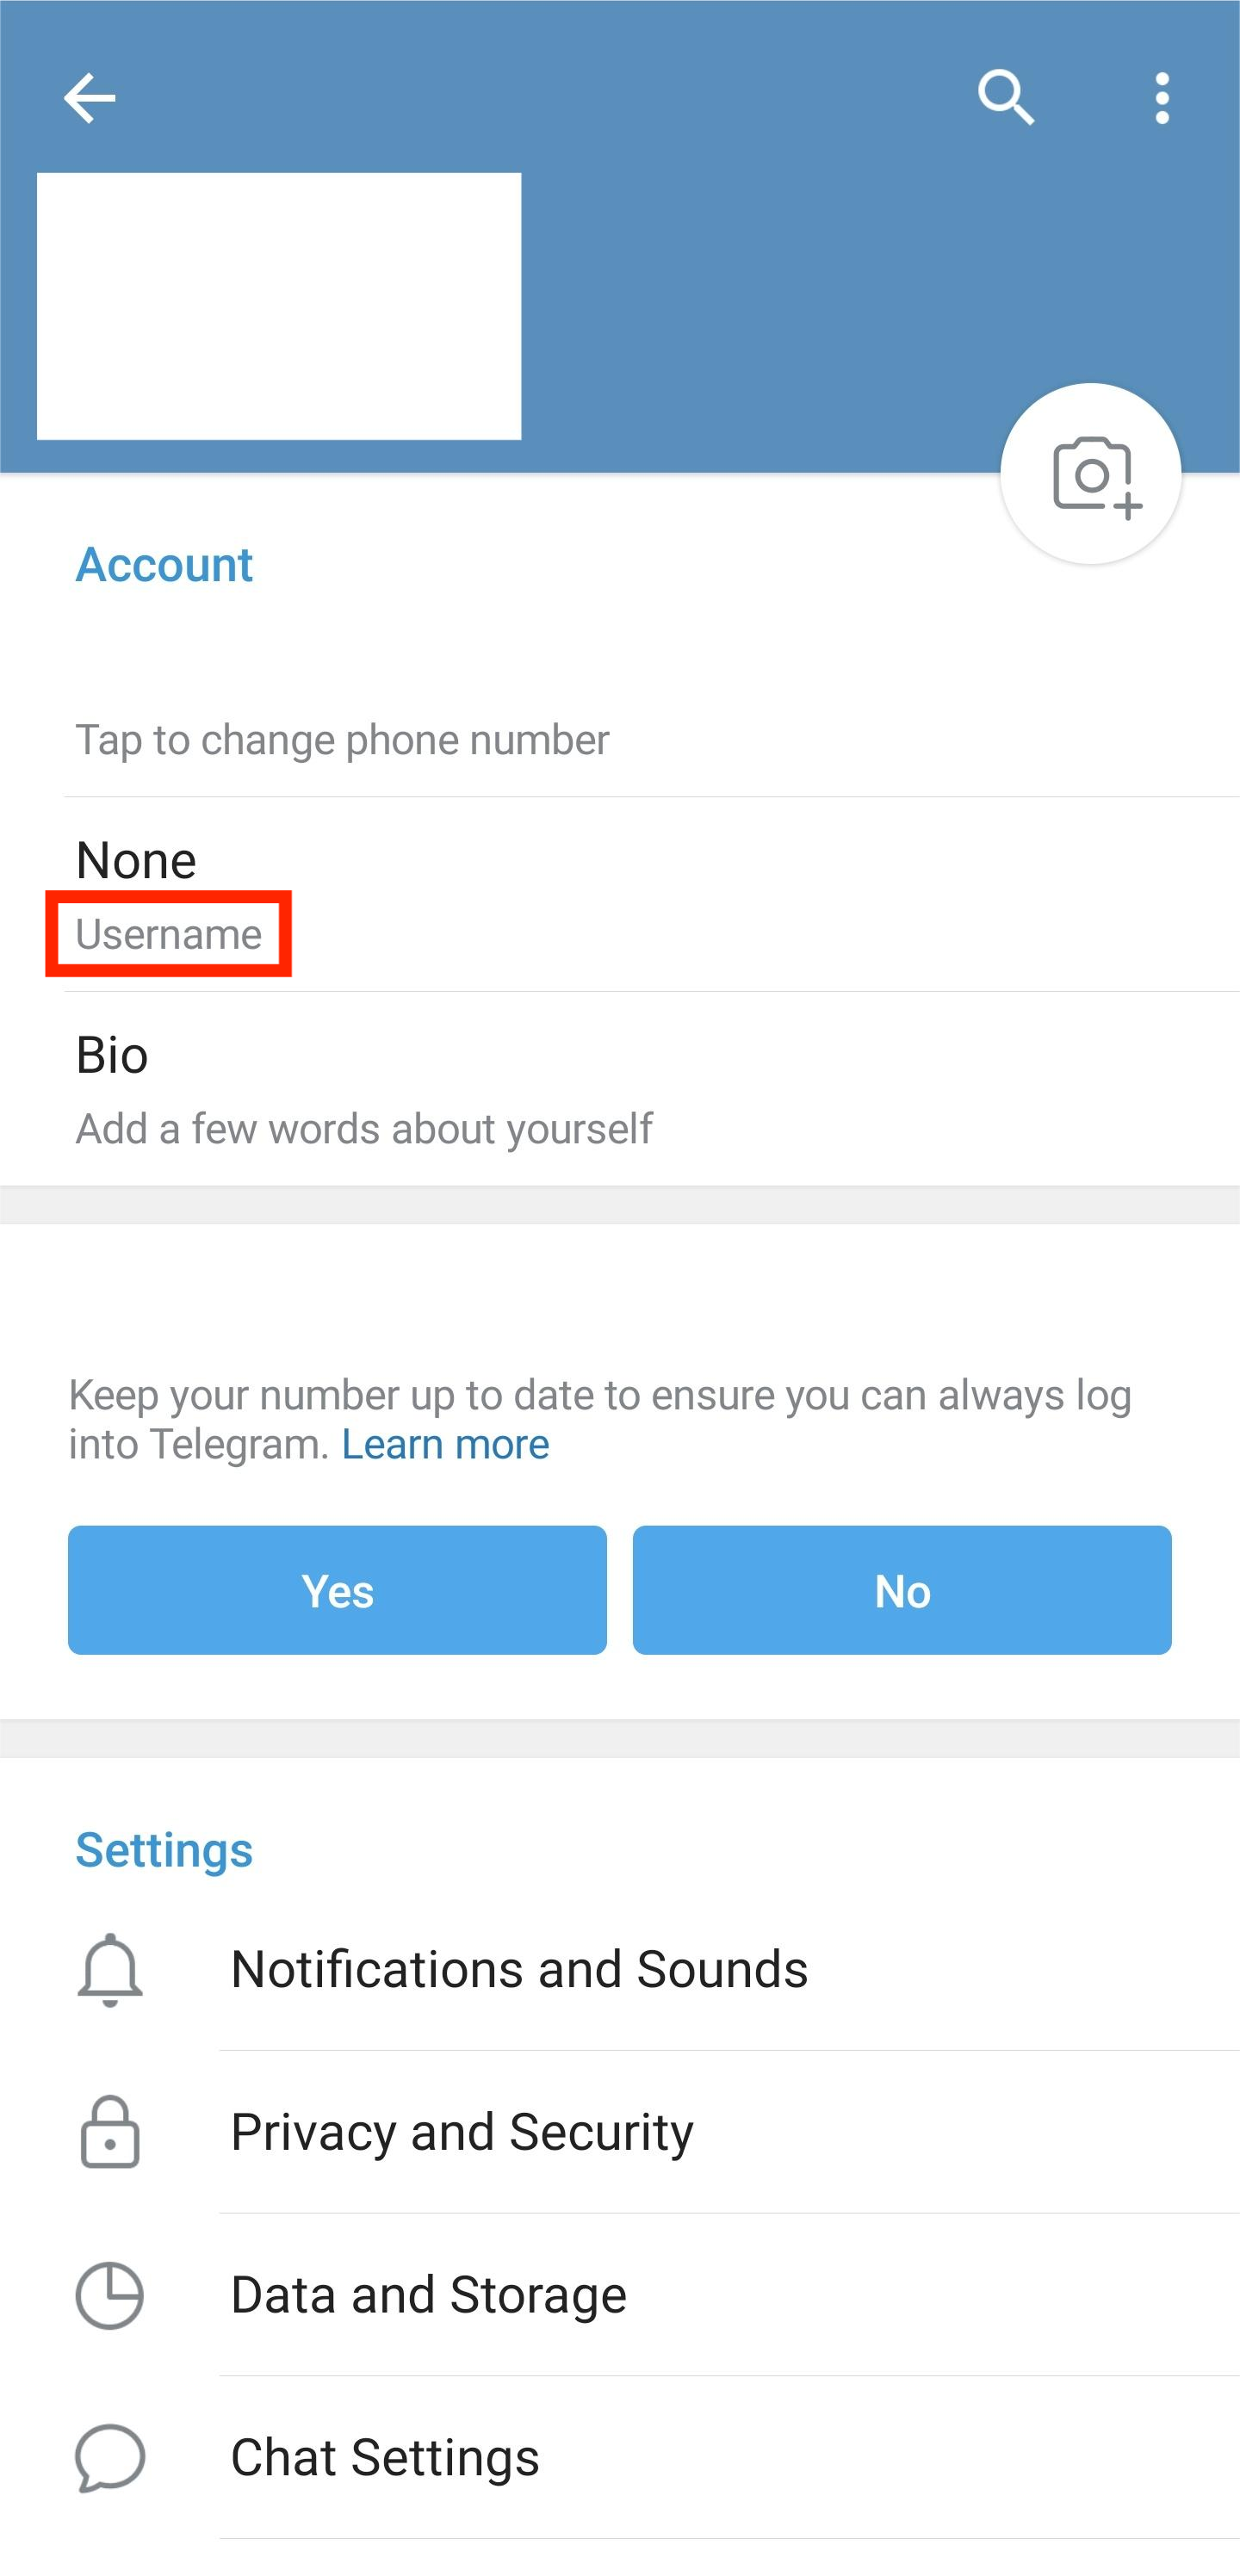 Account
Tap to change phone number
None
Username
Bio
Add a few words about yourself
Keep your number up to date to ensure you can always log
into Telegram. Learn more
Yes
No
Settings
Notifications and Sounds
Privacy and Security
Data and Storage
Chat Settings